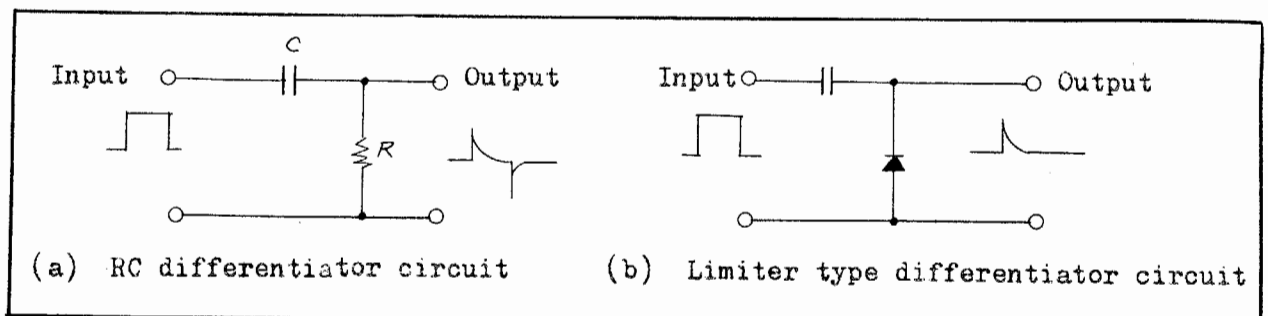 C
Input
Output
R
(a) RC differentiator circuit
Input
Output
(b) Limiter type differentiator circuit